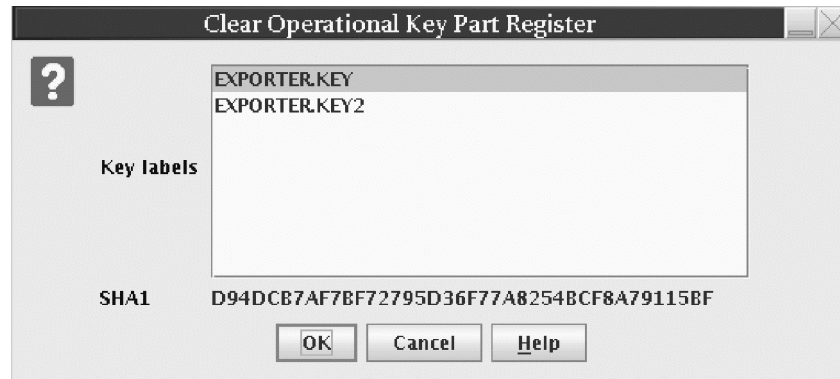 Clear Operational Key Part Register
?
EXPORTER.KEY
EXPORTER.KEY2
Key labels
SHA1 D94DCB7AF7BF72795D36F77A8254BCF8A79115BF
OK Cancel Help